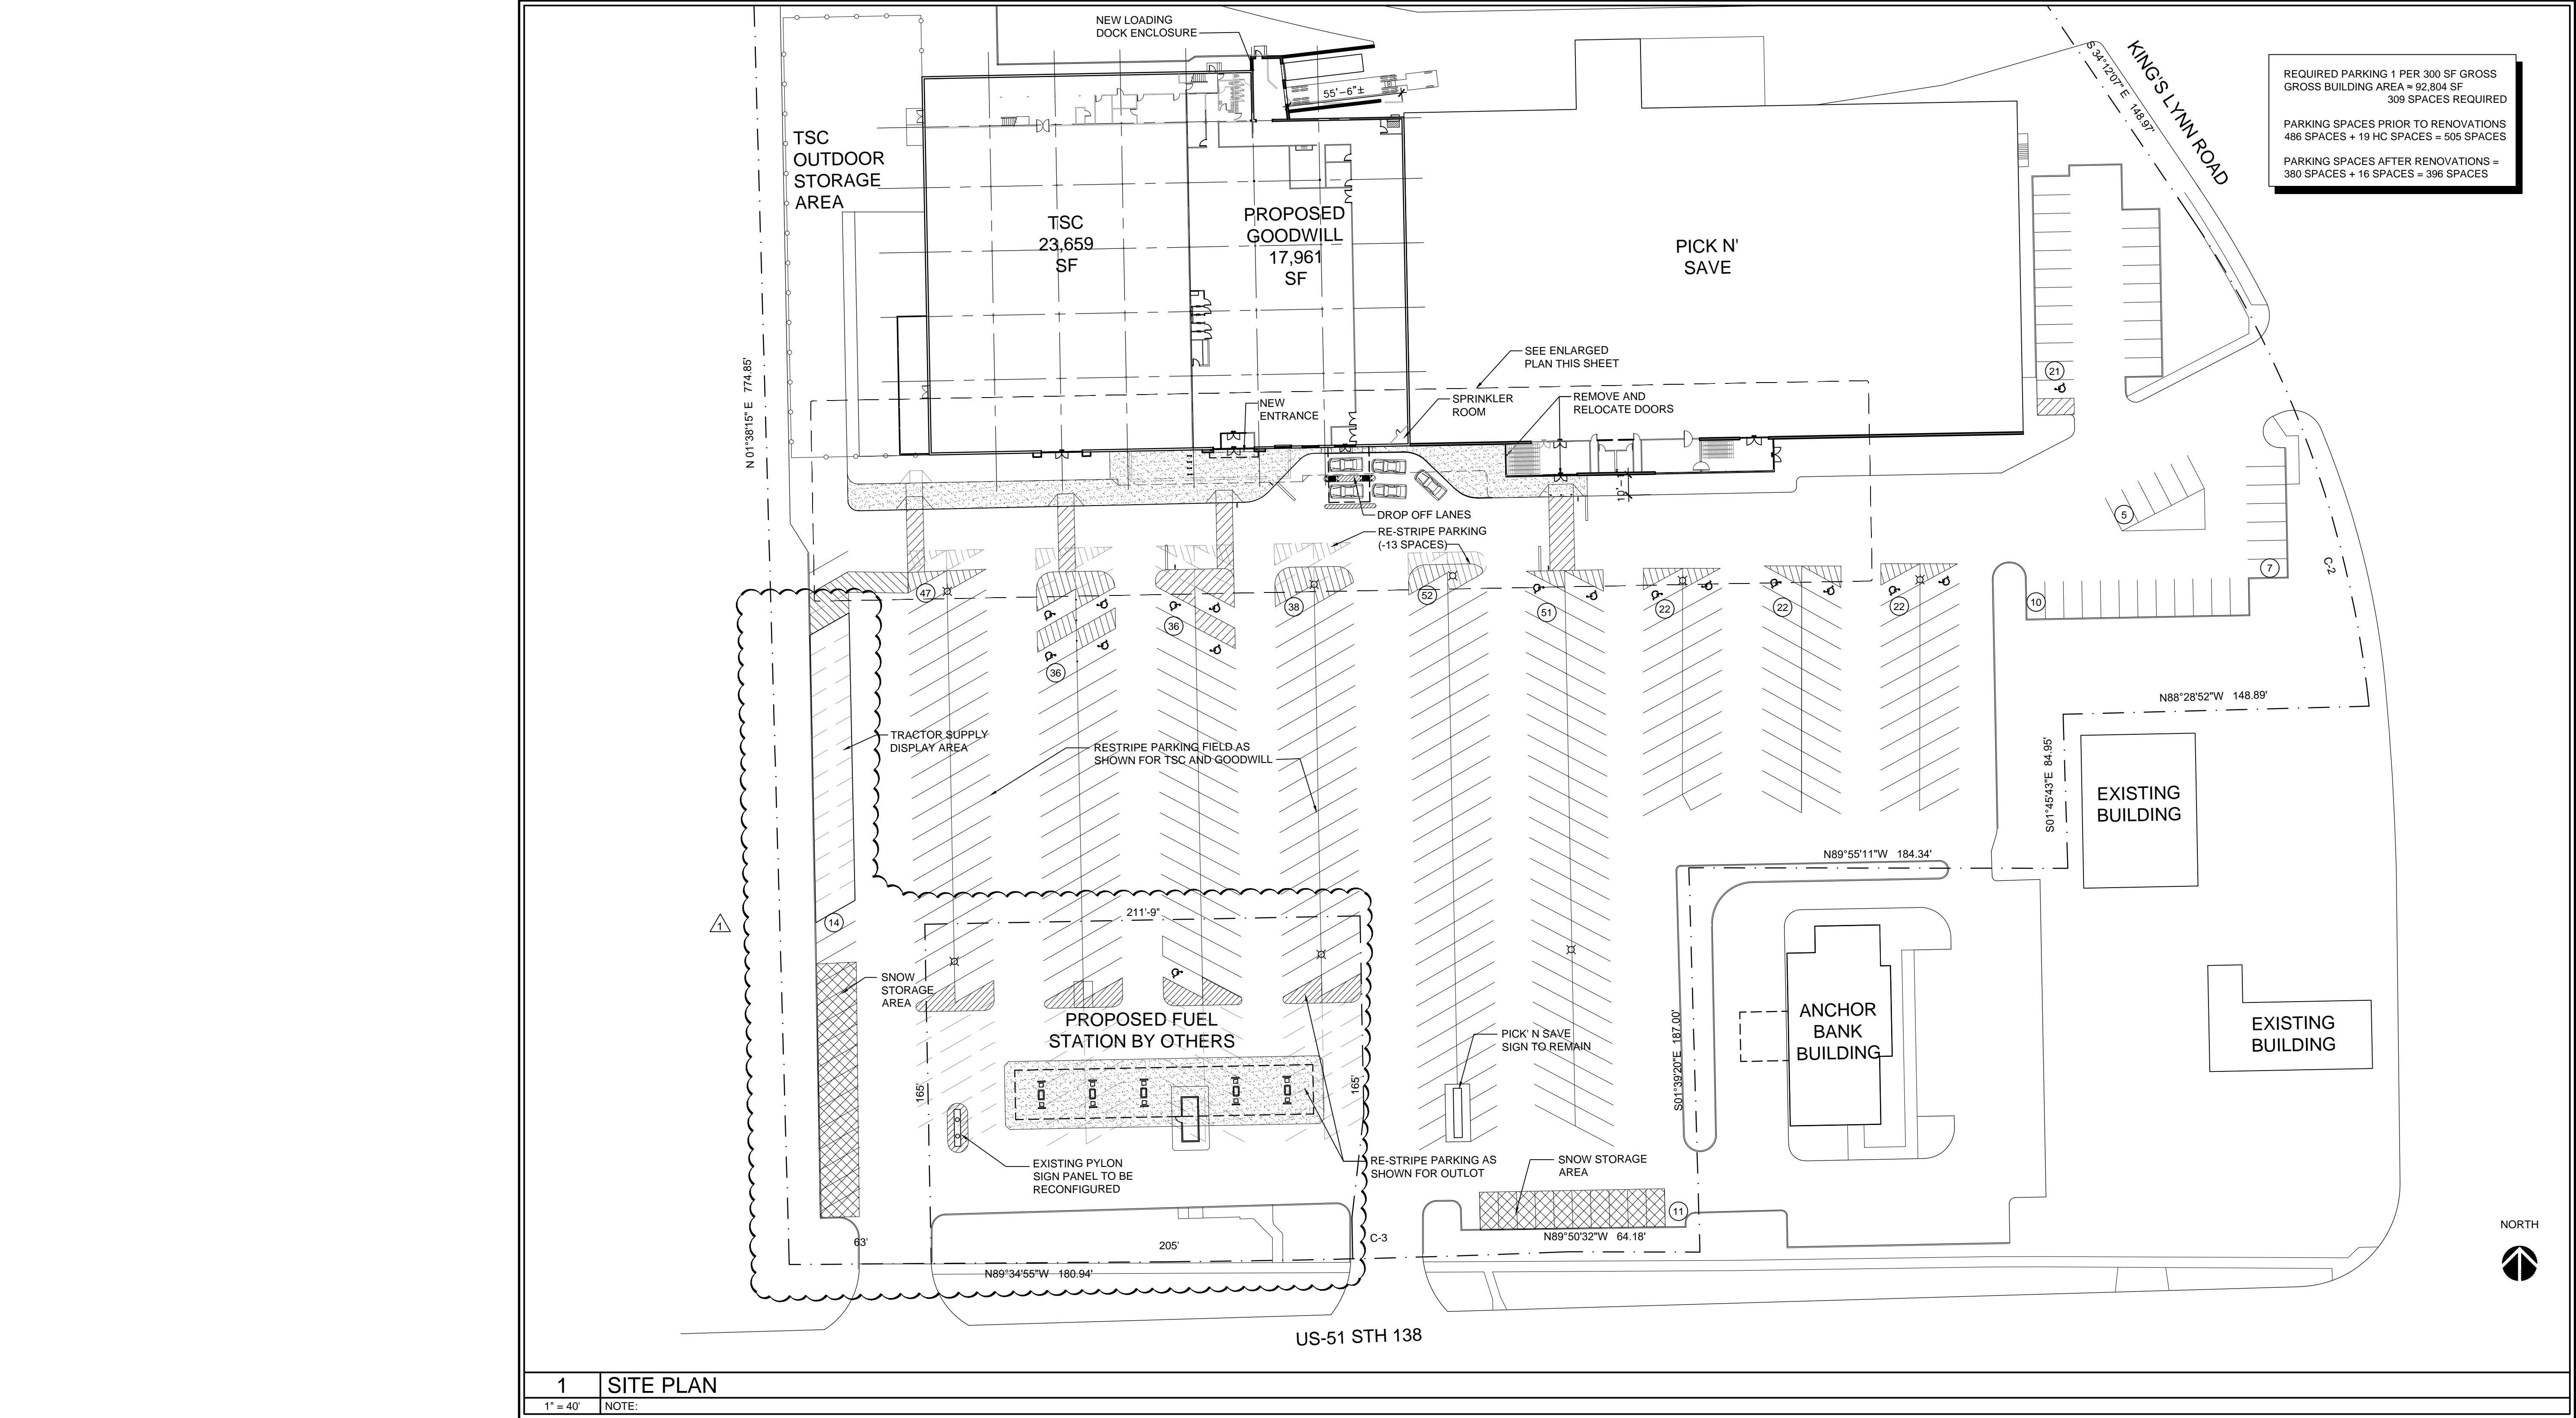 NEW LOADING
DOCK ENCLOSURE
55'-6"±
KING'S LYNN ROAD
S 34°12'07" E 148.97'
REQUIRED PARKING 1 PER 300 SF GROSS
GROSS BUILDING AREA ≈ 92,804 SF
309 SPACES REQUIRED
PARKING SPACES PRIOR TO RENOVATIONS
486 SPACES + 19 HC SPACES = 505 SPACES
PARKING SPACES AFTER RENOVATIONS =
380 SPACES + 16 SPACES = 396 SPACES
TSC
OUTDOOR
STORAGE
AREA
TSC
23,659
SF
PROPOSED
GOODWILL
17,961
SF
PICK N'
SAVE
N 01°38'15" E 774.85'
SEE ENLARGED
PLAN THIS SHEET
NEW
ENTRANCE
SPRINKLER
ROOM
REMOVE AND
RELOCATE DOORS
21
10'
DROP OFF LANES
RE-STRIPE PARKING
(-13 SPACES)
5
7
C-2
47
36
36
38
52
51
22
22
22
10
N88°28'52"W 148.89'
TRACTOR SUPPLY
DISPLAY AREA
RESTRIPE PARKING FIELD AS
SHOWN FOR TSC AND GOODWILL
S01°45'43"E 84.95'
EXISTING
BUILDING
N89°55'11"W 184.34'
1
14
211'-9"
SNOW
STORAGE
AREA
PROPOSED FUEL
STATION BY OTHERS
165'
165'
PICK' N SAVE
SIGN TO REMAIN
S01°39'20"E 187.00'
ANCHOR
BANK
BUILDING
EXISTING
BUILDING
EXISTING PYLON
SIGN PANEL TO BE
RECONFIGURED
RE-STRIPE PARKING AS
SHOWN FOR OUTLOT
SNOW STORAGE
AREA
11
63'
205'
C-3
N89°50'32"W 64.18'
N89°34'55"W 180.94'
NORTH
US-51 STH 138
1
SITE PLAN
1" = 40'
NOTE: